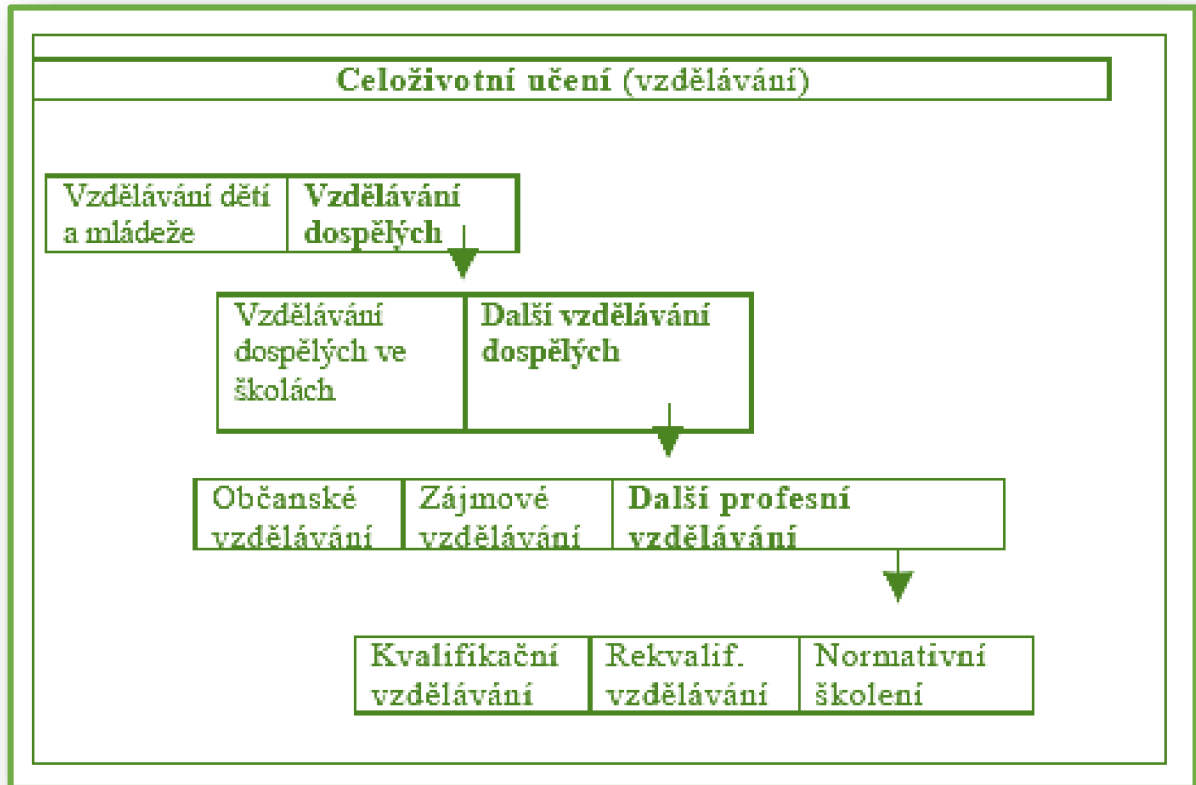 Celoživotní učení (vzdělávání)
Vzdělávání dětí
a mládeže
Vzdělávání
dospělých
Vzdělávání
dospělých ve
školách
Další vzdělávání
dospělých
Občanské
vzdělávání
Zájmové
vzdělávání
Další profesní
vzdělávání
Kvalifikační
vzdělávání
Rekvalif.
vzdělávání
Normativní
školení